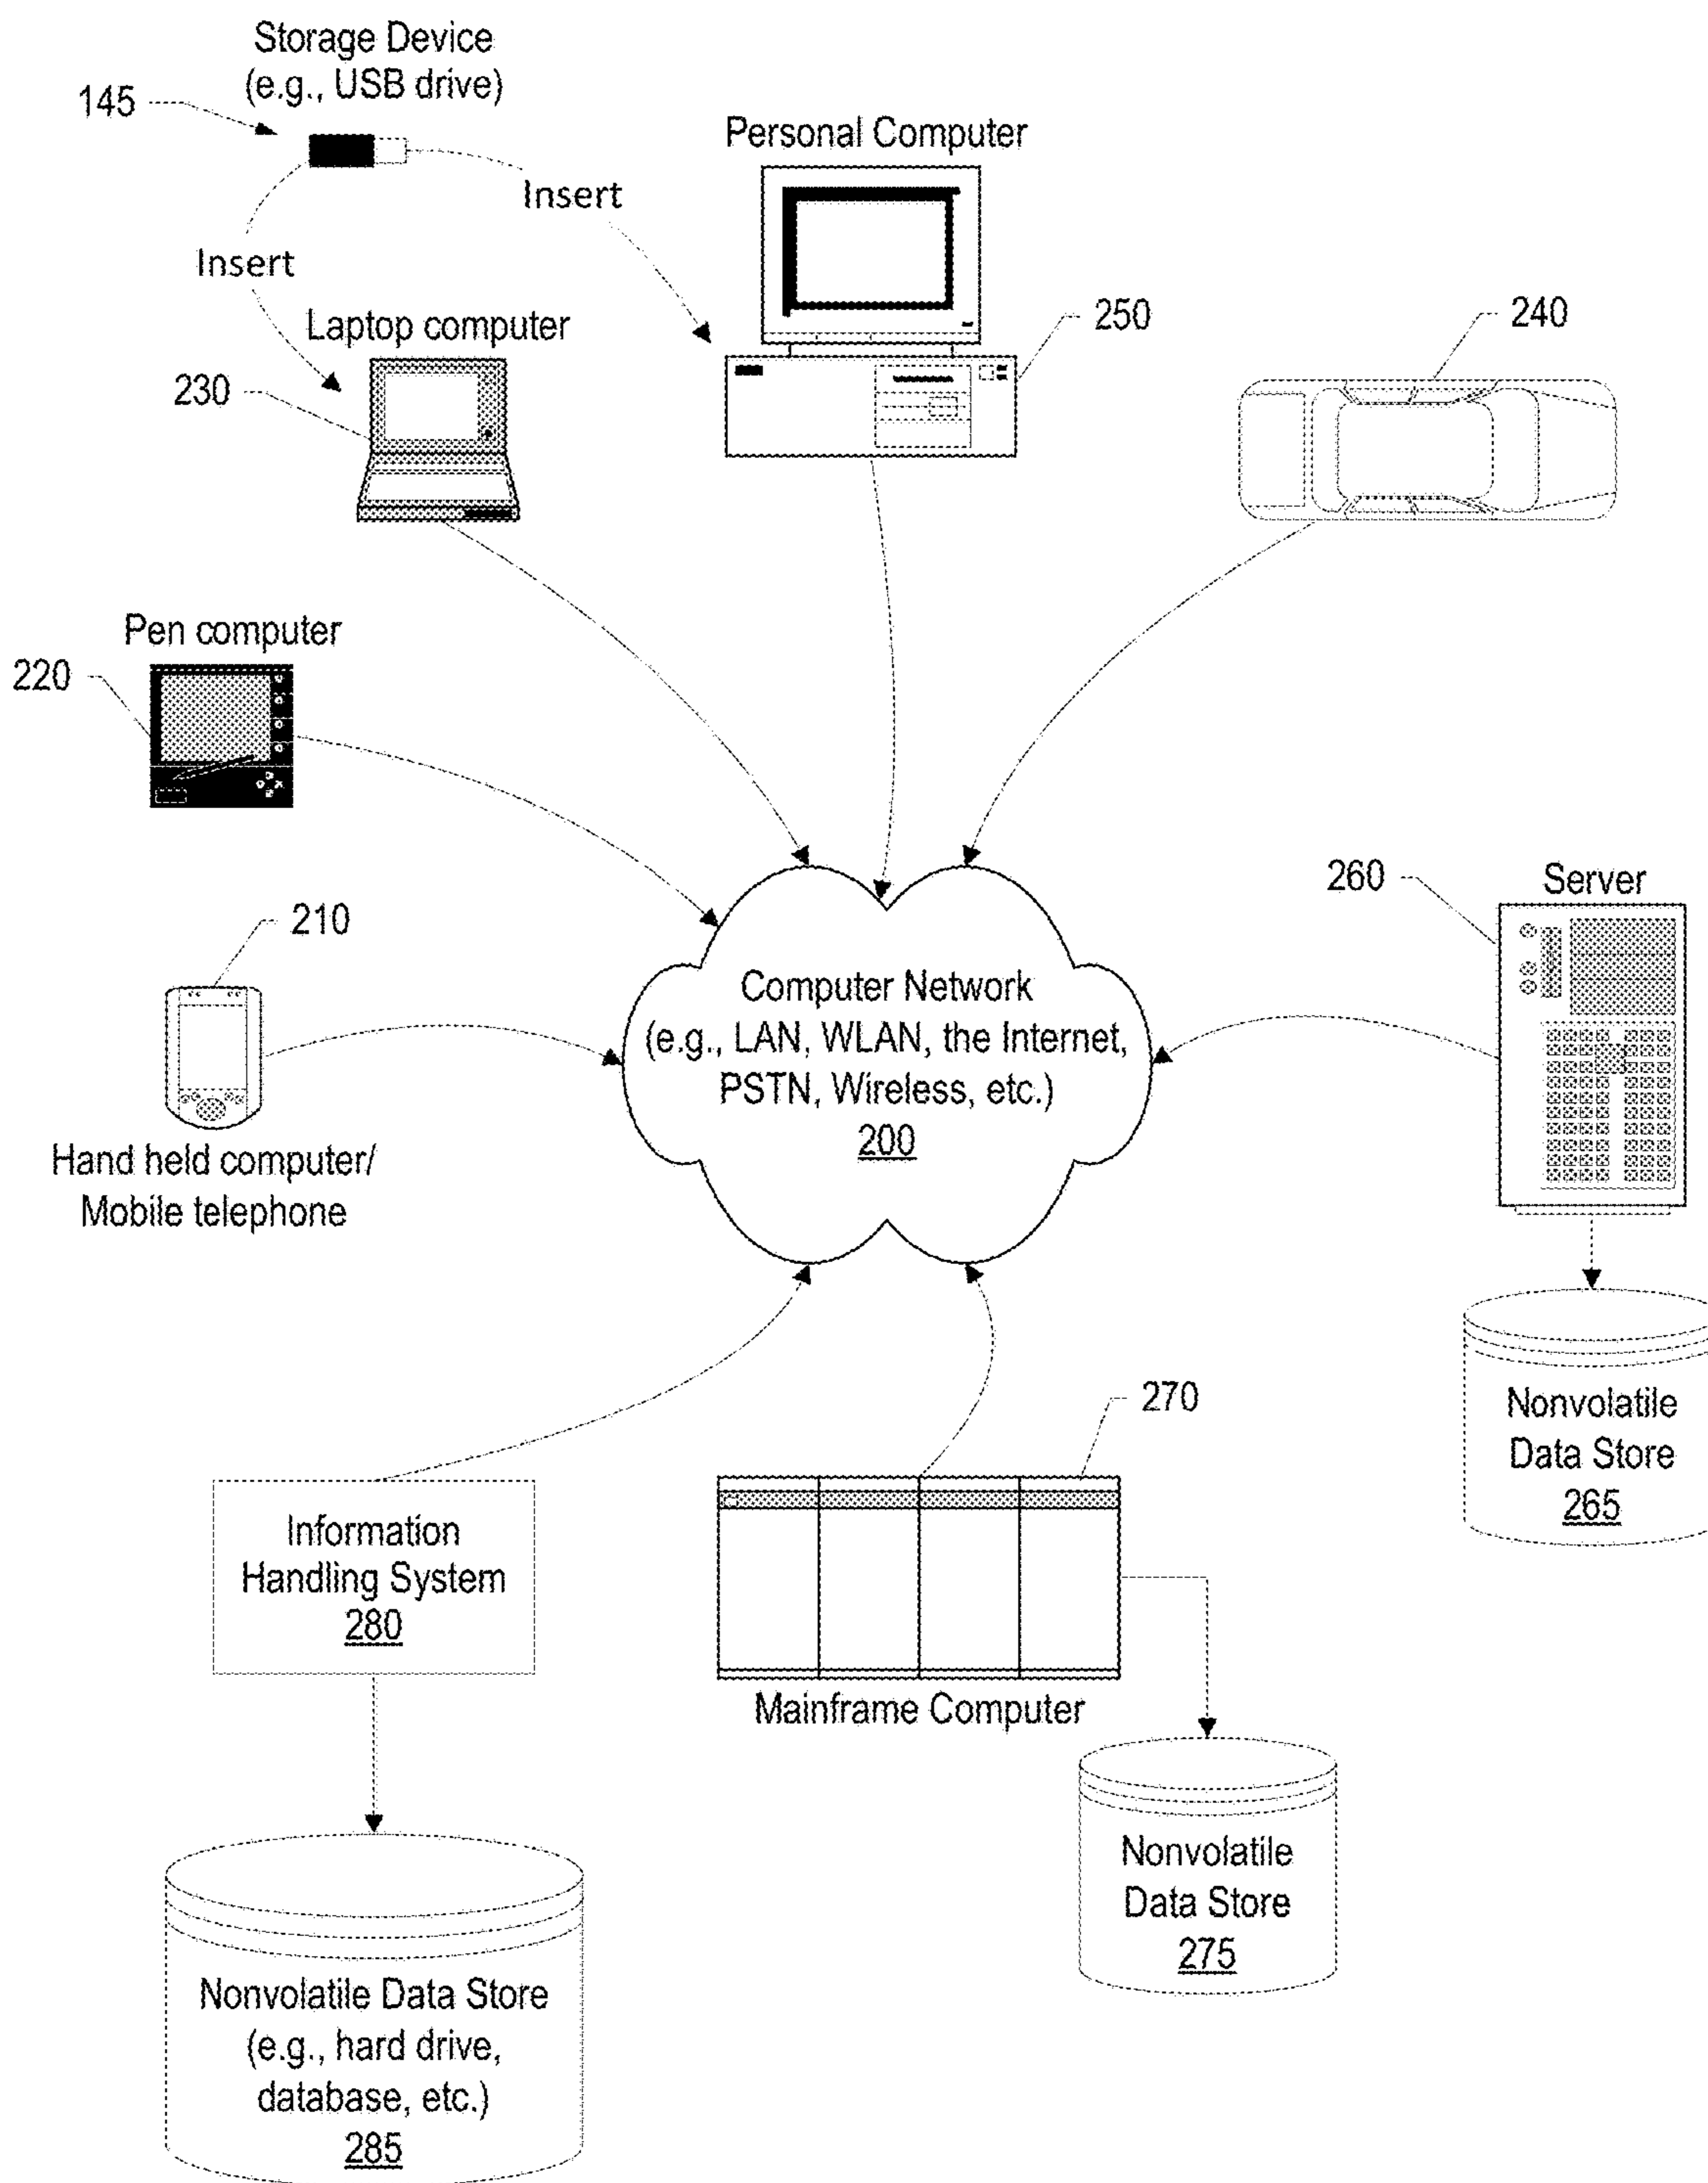 Storage Device
(e.g., USB drive)
145
Personal Computer
Insert
Insert
Laptop computer
250
240
230
Pen computer
220
260
Server
210
Computer Network
(e.g., LAN, WLAN, the Internet,
PSTN, Wireless, etc.)
200
Hand held computer/
Mobile telephone
270
Nonvolatile
Data Store
265
Information
Handling System
280
Mainframe Computer
Nonvolatile
Data Store
275
Nonvolatile Data Store
(e.g., hard drive,
database, etc.)
285